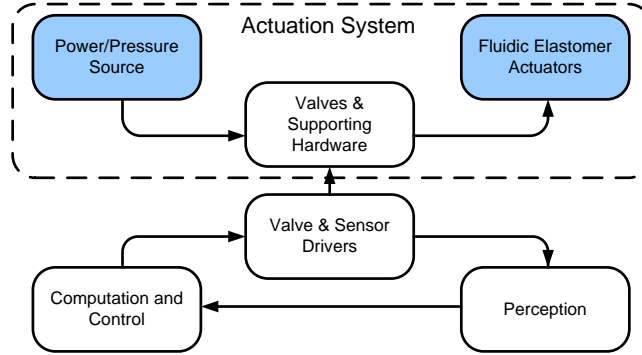 Actuation System
Power/Pressure
Source
Fluidic Elastomer
Actuators
Valves &
Supporting
Hardware
Valve & Sensor
Drivers
Computation and
Control
Perception